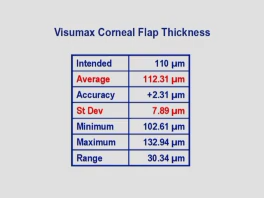 Visumax Corneal Flap Thickness
Intended 110 µm
Average 112.31 µm
Accuracy +2.31 µm
St Dev 7.89 µm
Minimum 102.61 µm
Maximum 132.94 µm
Range 30.34 µm